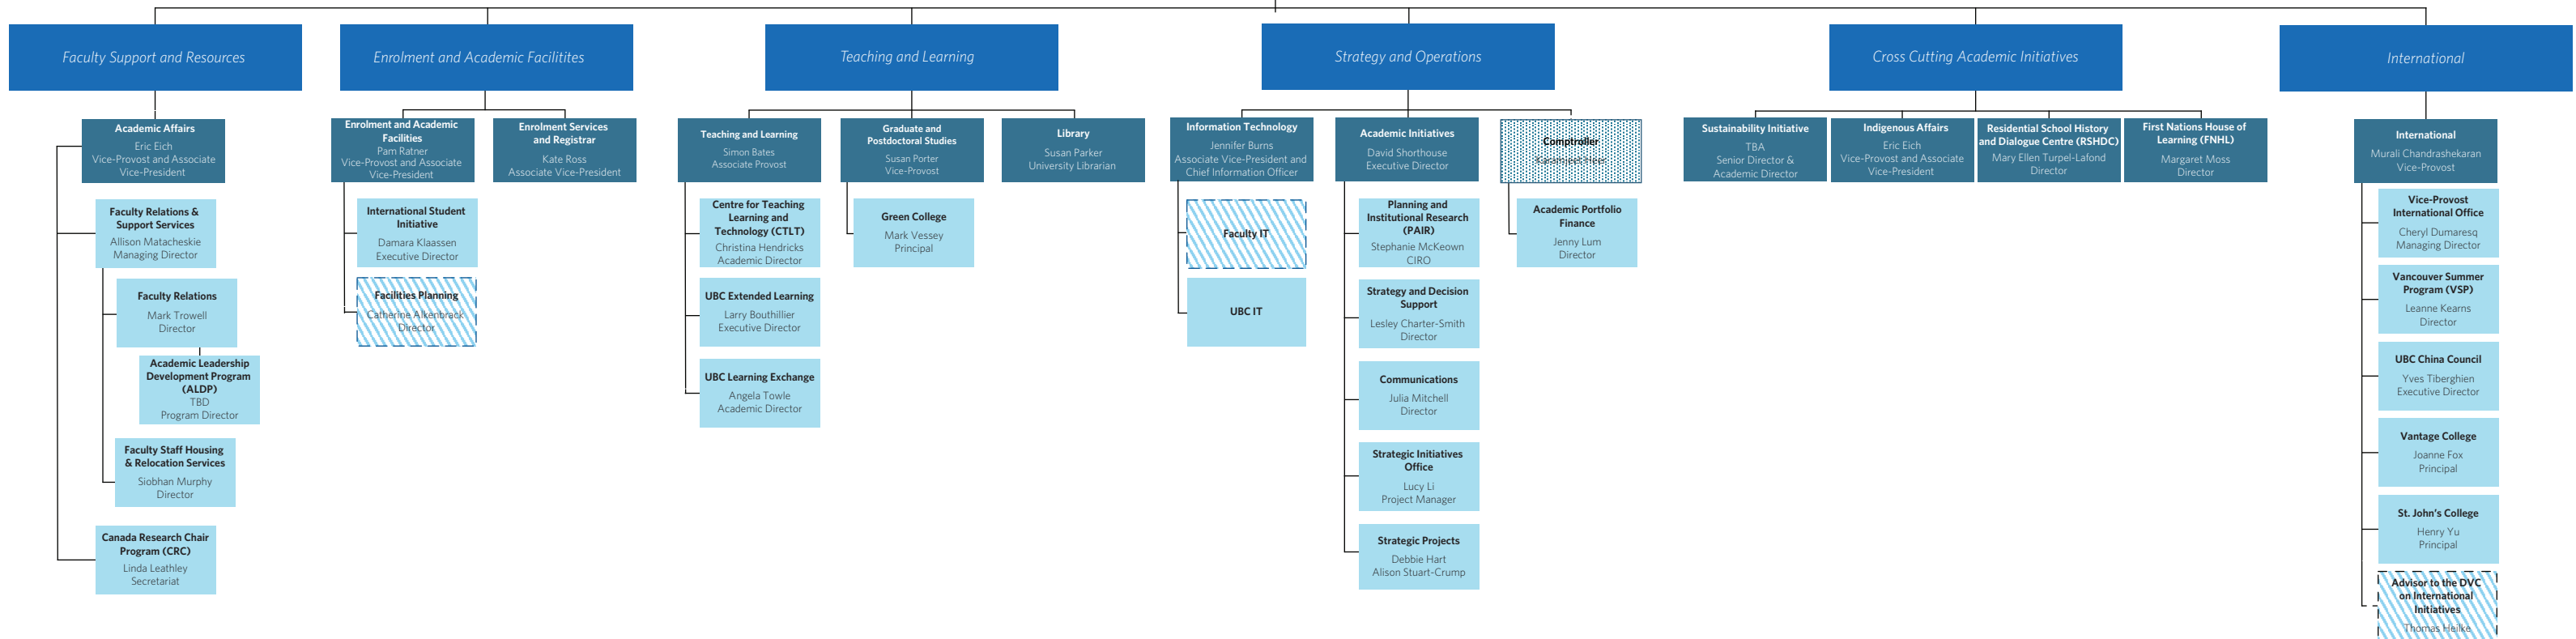 Faculty Support and Resources
Enrolment and Academic Facilitites
Teaching and Learning
Strategy and Operations
Cross Cutting Academic Initiatives
International
Academic Affairs
Eric Eich
Vice-Provost and Associate
Vice-President
Faculty Relations &
Support Services
Allison Matacheskie
Managing Director
Faculty Relations
Mark Trowell
Director
Academic Leadership
Development Program
(ALDP)
TBD
Program Director
Faculty Staff Housing
& Relocation Services
Siobhan Murphy
Director
Canada Research Chair
Program (CRC)
Linda Leathley
Secretariat
Enrolment and Academic
Facilities
Pam Ratner
Vice-Provost and Associate
Vice-President
International Student
Initiative
Damara Klaassen
Executive Director
Facilities Planning
Catherine Alkenbrack
Director
Enrolment Services
and Registrar
Kate Ross
Associate Vice-President
Teaching and Learning
Simon Bates
Associate Provost
Centre for Teaching
Learning and
Technology (CTLT)
Christina Hendricks
Academic Director
UBC Extended Learning
Larry Bouthillier
Executive Director
UBC Learning Exchange
Angela Towle
Academic Director
Graduate and
Postdoctoral Studies
Susan Porter
Vice-Provost
Green College
Mark Vessey
Principal
Library
Susan Parker
University Librarian
Information Technology
Jennifer Burns
Associate Vice-President and
Chief Information Officer
Faculty IT
UBC IT
Academic Initiatives
David Shorthouse
Executive Director
Planning and
Institutional Research
(PAIR)
Stephanie McKeown
CIRO
Strategy and Decision
Support
Lesley Charter-Smith
Director
Communications
Julia Mitchell
Director
Strategic Initiatives
Office
Lucy Li
Project Manager
Strategic Projects
Debbie Hart
Alison Stuart-Crump
Comptroller
Academic Portfolio
Finance
Jenny Lum
Director
Sustainability Initiative
TBA
Senior Director &
Academic Director
Indigenous Affairs
Eric Eich
Vice-Provost and Associate
Vice-President
Residential School History
and Dialogue Centre (RSHDC)
Mary Ellen Turpel-Lafond
Director
First Nations House of
Learning (FNHL)
Margaret Moss
Director
International
Murali Chandrashekaran
Vice-Provost
Vice-Provost
International Office
Cheryl Dumaresq
Managing Director
Vancouver Summer
Program (VSP)
Leanne Kearns
Director
UBC China Council
Yves Tiberghien
Executive Director
Vantage College
Joanne Fox
Principal
St. John's College
Henry Yu
Principal
Advisor to the DVC
on International
Initiatives
Thomas Heilke